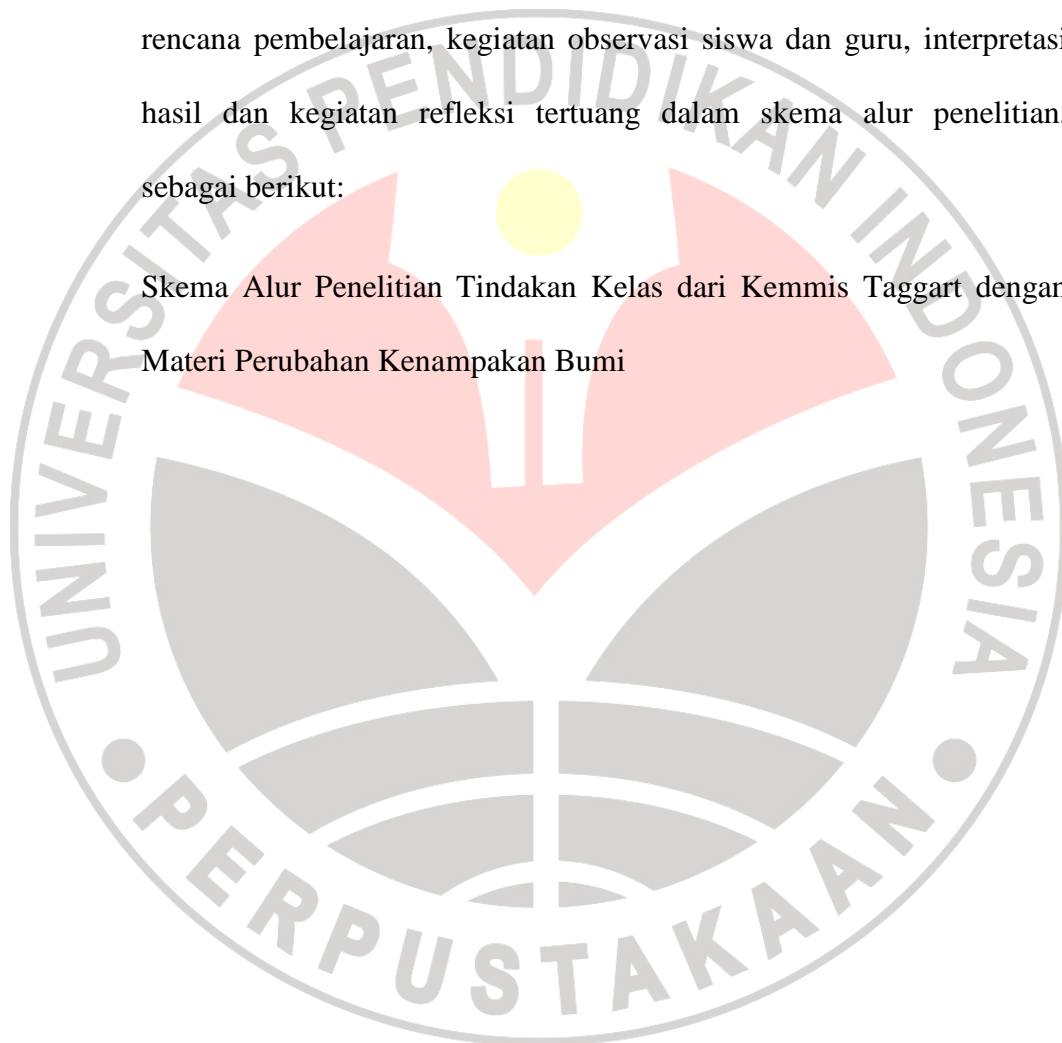 rencana pembelajaran, kegiatan observasi siswa dan guru, interpretasi
hasil dan kegiatan refleksi tertuang dalam skema alur penelitian.
sebagai berikut:
Skema Alur Penelitian Tindakan Kelas dari Kemmis Taggart dengan
Materi Perubahan Kenampakan Bumi
UNIVERSITAS PENDIDIKAN INDONESIA
PERPUSTAKAAN